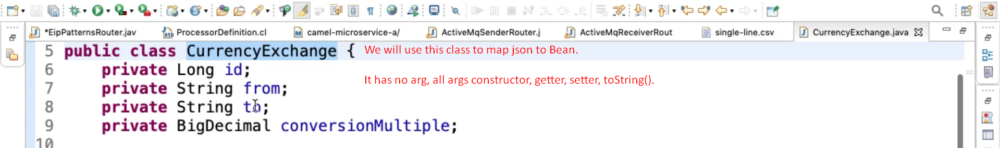 *EipPatternsRouter.jav ProcessorDefinition.cl camel-microservice-a/ ActiveMqSenderRouter.j ActiveMqReceiverRout single-line.csv CurrencyExchange.java
5 public class CurrencyExchange { We will use this class to map json to Bean.
6 private Long id;
It has no arg, all args constructor, getter, setter, toString().
7 private String from;
8 private String to;
9 private BigDecimal conversionMultiple;
10